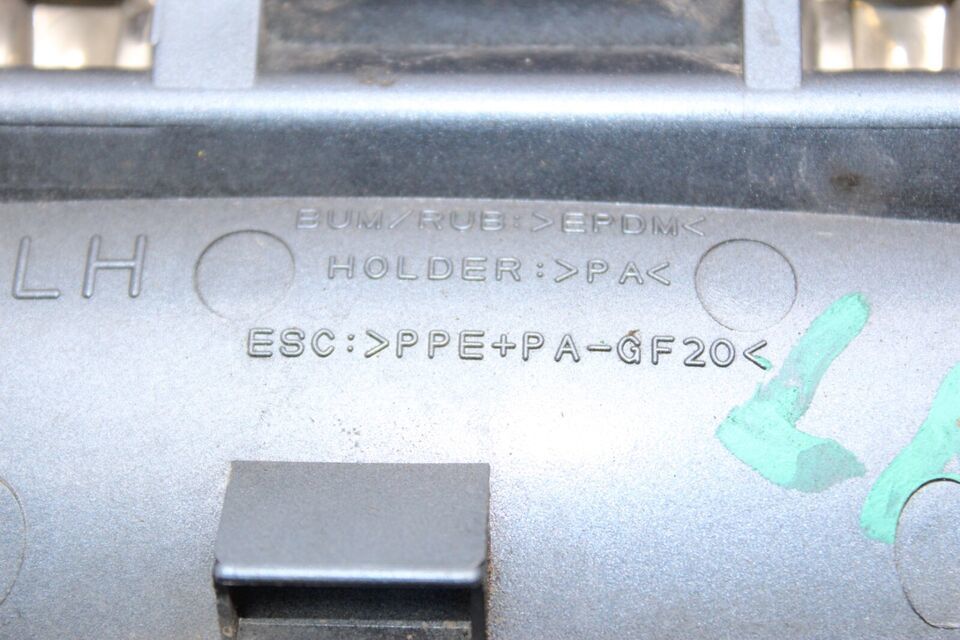 BUM/RUB:>EPDM<
LH
HOLDER:>PA<
ESC:>PPE+PA-GF20<
L